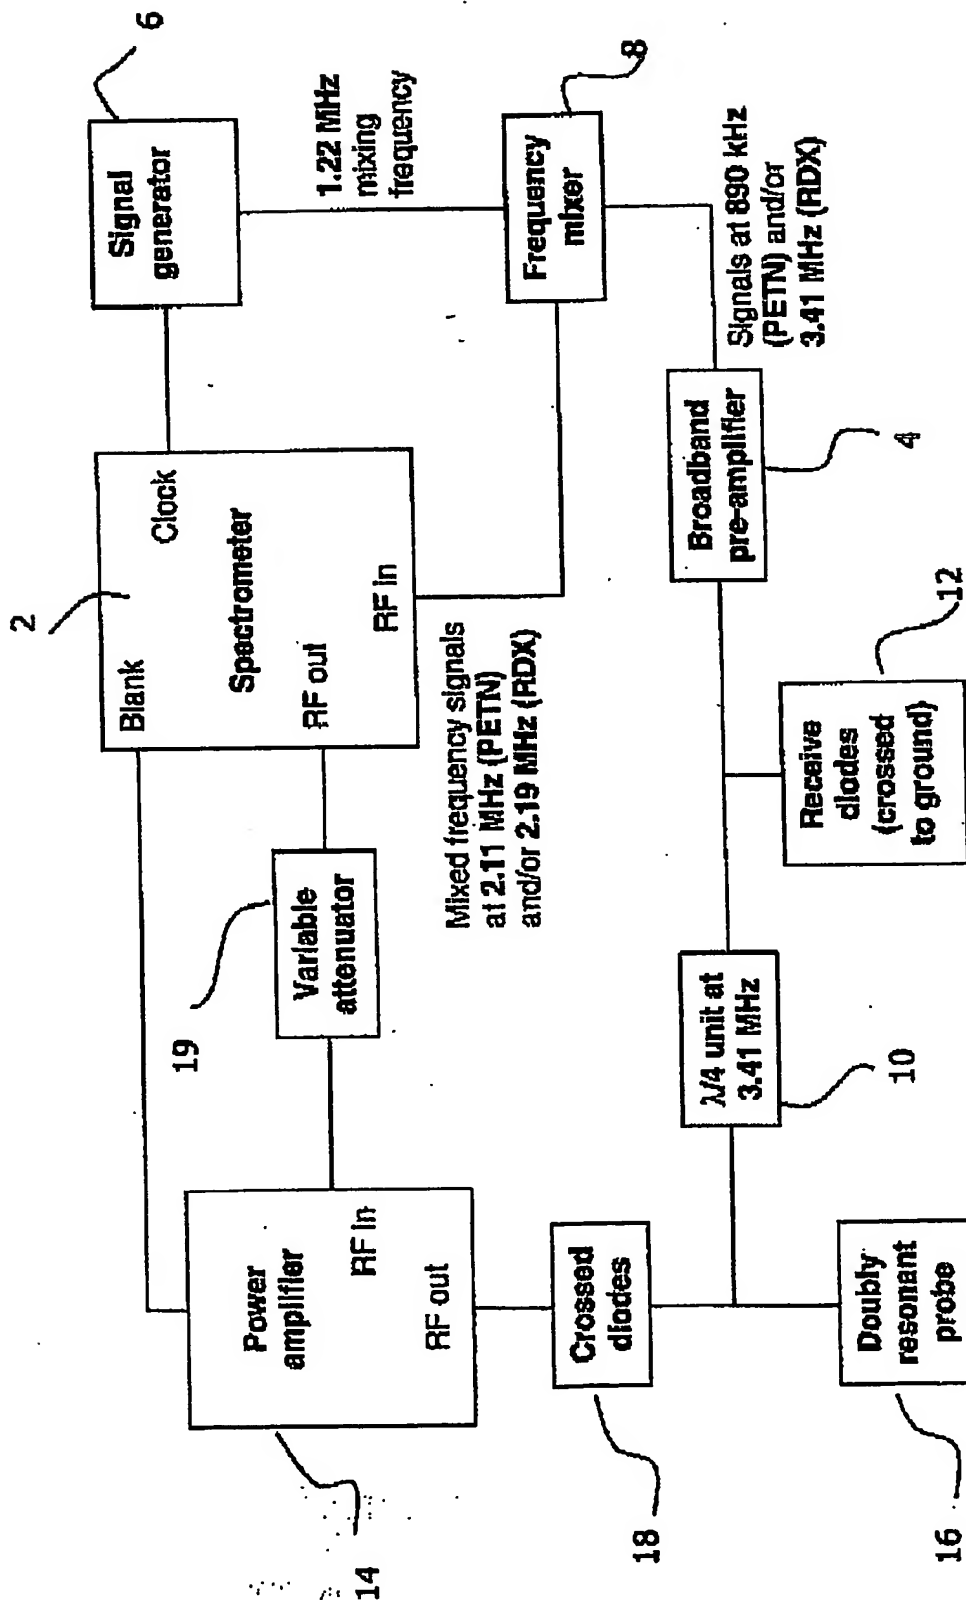 6
Signal
generator
2
Blank
Clock
Spectrometer
RF out
RF in
1.22 MHz
mixing
frequency
8
Frequency
mixer
19
Variable
attenuator
Mixed frequency signals
at 2.11 MHz (PETN)
and/or 2.19 MHz (RDX)
Signals at 890 kHz
(PETN) and/or
3.41 MHz (RDX)
Broadband
pre-amplifier
4
14
Power
amplifier
RF in
RF out
18
Crossed
diodes
λ/4 unit at
3.41 MHz
10
Receive
diodes
(crossed
to ground)
12
16
Doubly
resonant
probe